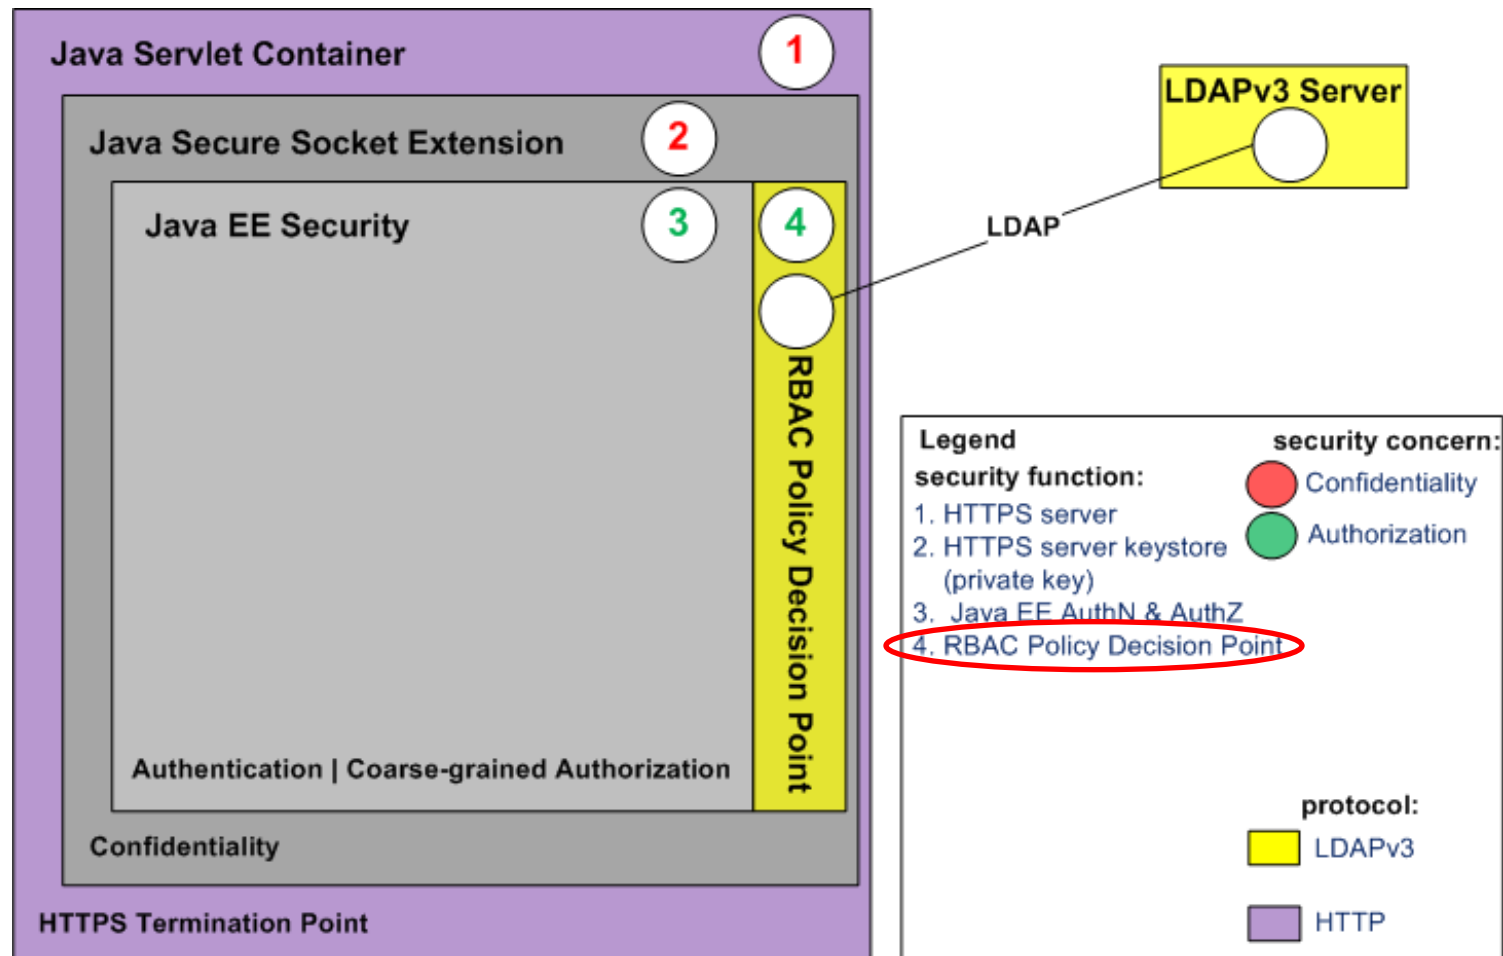 Java Servlet Container
1
Java Secure Socket Extension
2
Java EE Security
3
4
RBAC Policy Decision Point
Authentication | Coarse-grained Authorization
Confidentiality
HTTPS Termination Point
LDAPv3 Server
LDAP
Legend
security function:
1. HTTPS server
2. HTTPS server keystore
(private key)
3. Java EE AuthN & AuthZ
4. RBAC Policy Decision Point
security concern:
Confidentiality
Authorization
protocol:
LDAPv3
HTTP